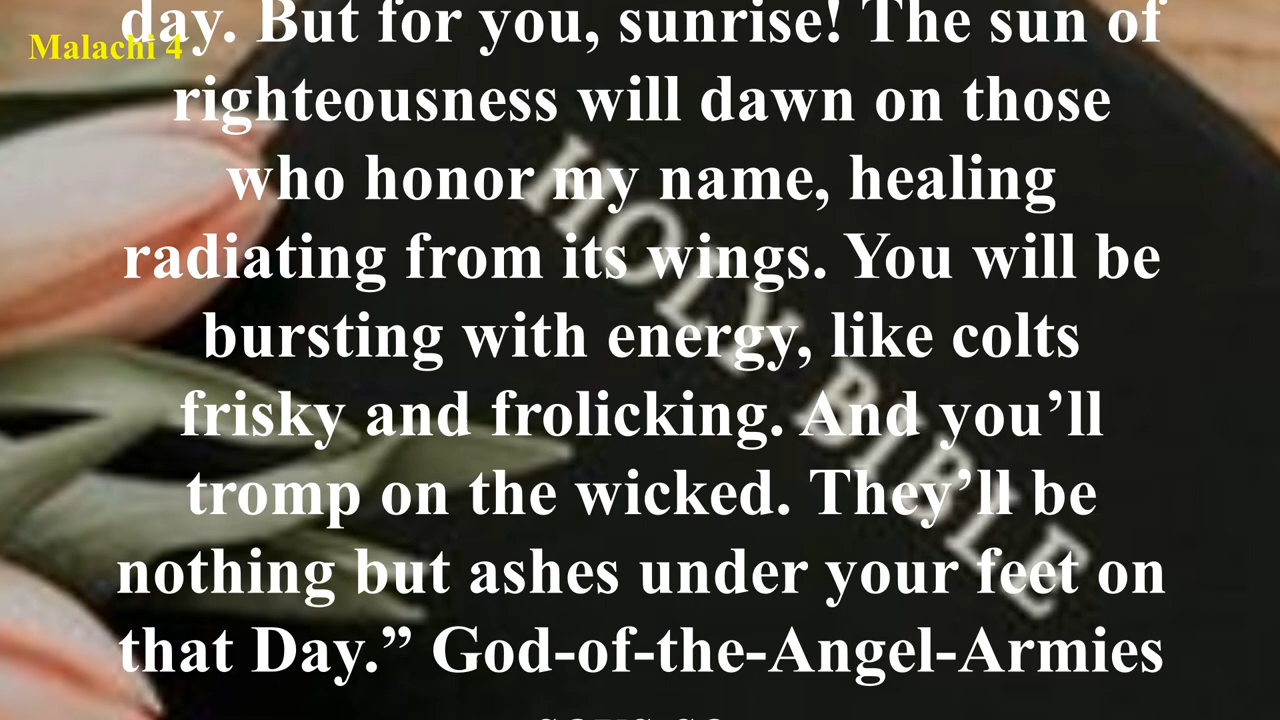 day. But for you, sunrise! The sun of
Malachi 4
righteousness will dawn on those
who honor my name, healing
radiating from its wings. You will be
bursting with energy, like colts
frisky and frolicking. And you’ll
tromp on the wicked. They’ll be
nothing but ashes under your feet on
that Day.” God-of-the-Angel-Armies
HOLY BIBLE